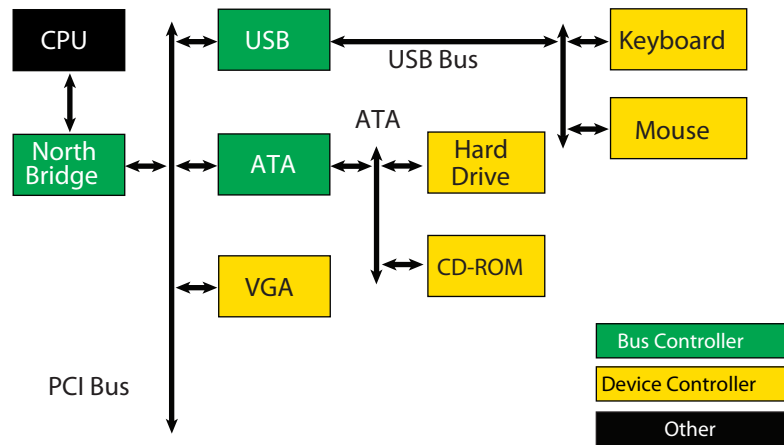 CPU
USB
Keyboard
USB Bus
Mouse
North
Bridge
ATA
ATA
Hard
Drive
VGA
CD-ROM
PCI Bus
Bus Controller
Device Controller
Other